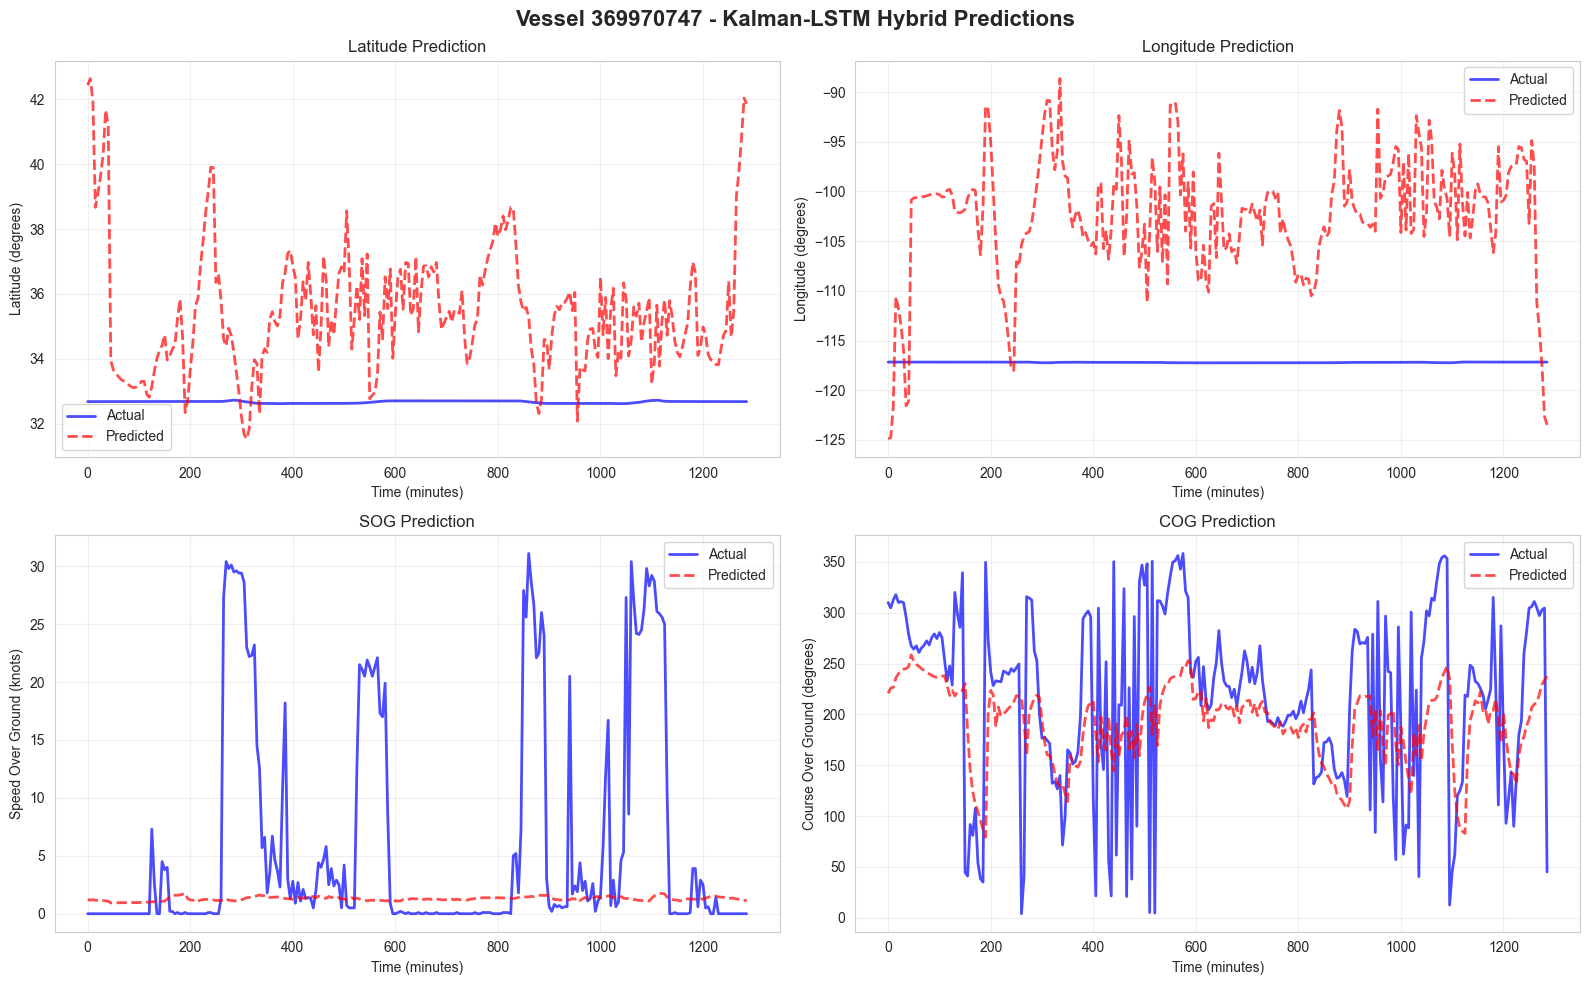 Vessel 369970747 - Kalman-LSTM Hybrid Predictions
Latitude Prediction
Latitude (degrees)
42
40
38
36
34
32
Actual
Predicted
0 200 400 600 800 1000 1200
Time (minutes)
Longitude Prediction
Longitude (degrees)
−90
−95
−100
−105
−110
−115
−120
−125
Actual
Predicted
0 200 400 600 800 1000 1200
Time (minutes)
SOG Prediction
Speed Over Ground (knots)
30
25
20
15
10
5
0
Actual
Predicted
0 200 400 600 800 1000 1200
Time (minutes)
COG Prediction
Course Over Ground (degrees)
350
300
250
200
150
100
50
0
Actual
Predicted
0 200 400 600 800 1000 1200
Time (minutes)